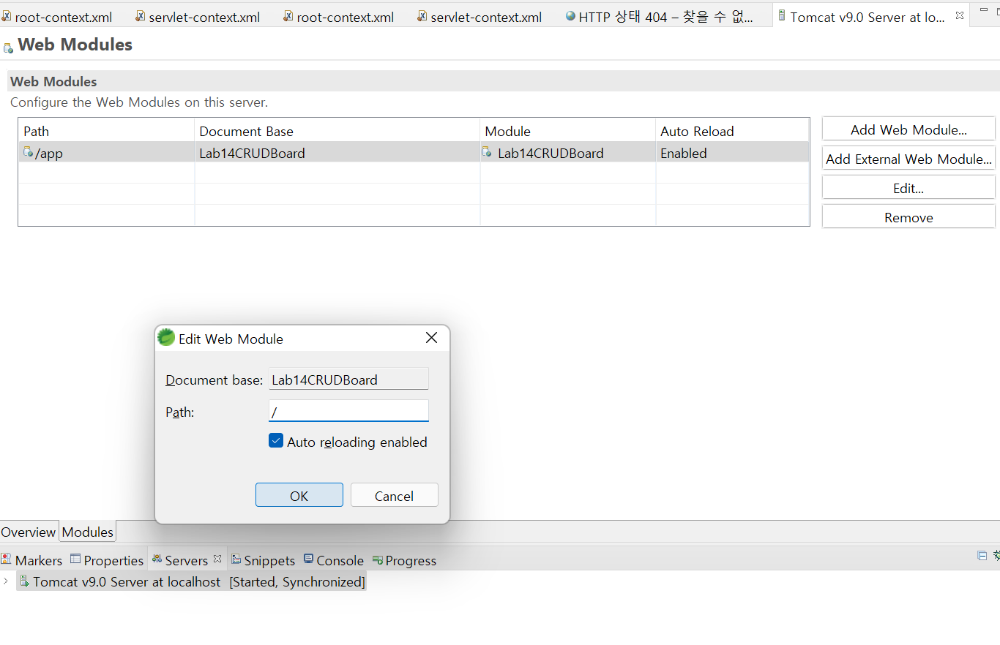 root-context.xml servlet-context.xml root-context.xml servlet-context.xml HTTP 상태 404 – 찾을 수 없... Tomcat v9.0 Server at lo...
Web Modules
Web Modules
Configure the Web Modules on this server.
Path Document Base Module Auto Reload
/app Lab14CRUDBoard Lab14CRUDBoard Enabled
Add Web Module...
Add External Web Module...
Edit...
Remove
Edit Web Module
Document base: Lab14CRUDBoard
Path: /
Auto reloading enabled
OK Cancel
Overview Modules
Markers Properties Servers Snippets Console Progress
Tomcat v9.0 Server at localhost [Started, Synchronized]